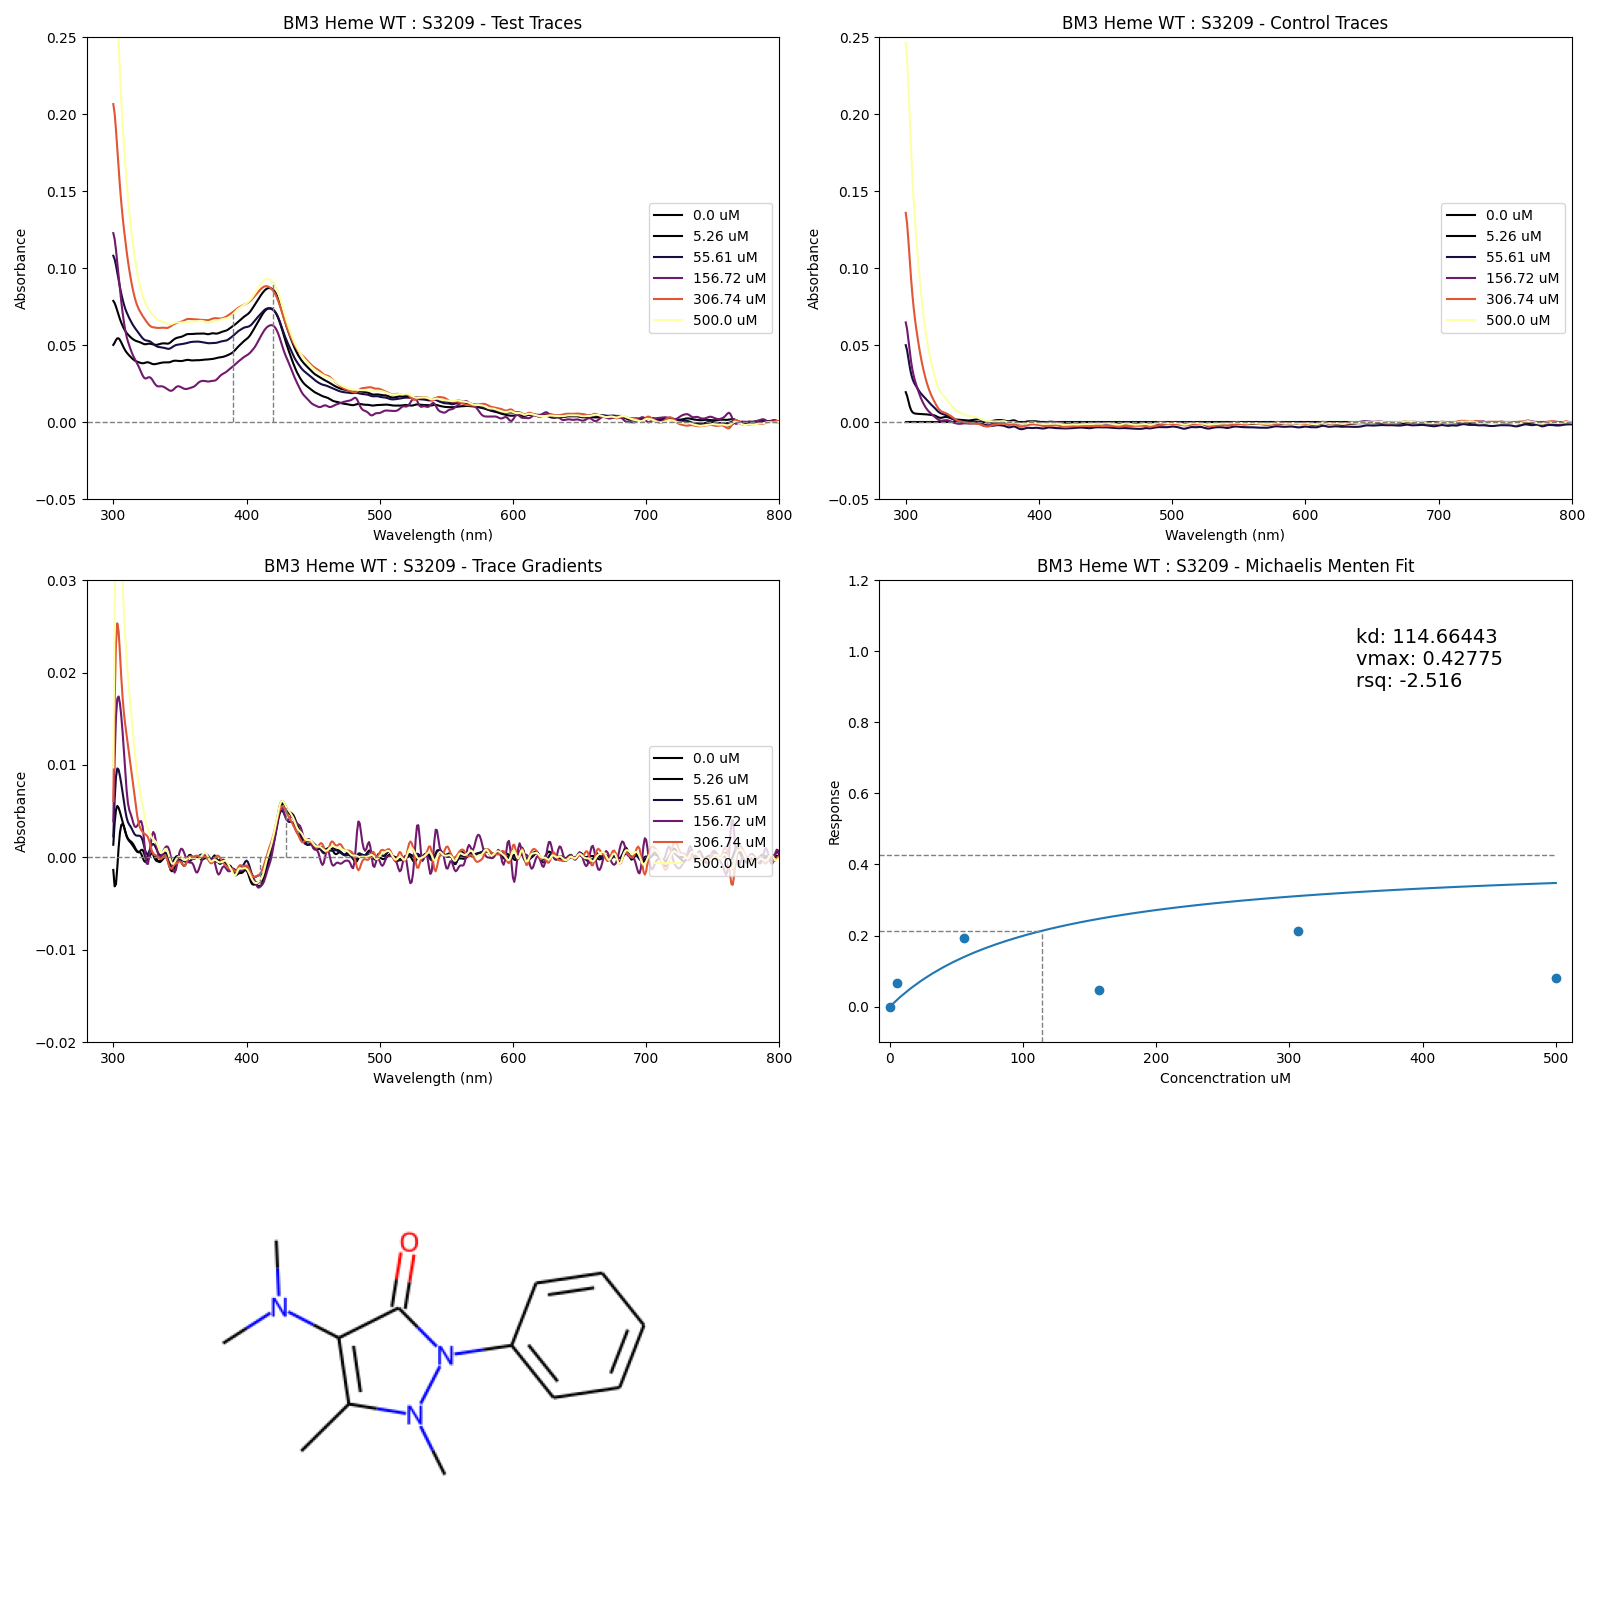 BM3 Heme WT : S3209 - Test Traces
Absorbance
0.25
0.20
0.15
0.10
0.05
0.00
−0.05
0.0 uM
5.26 uM
55.61 uM
156.72 uM
306.74 uM
500.0 uM
300 400 500 600 700 800
Wavelength (nm)
BM3 Heme WT : S3209 - Control Traces
Absorbance
0.25
0.20
0.15
0.10
0.05
0.00
−0.05
0.0 uM
5.26 uM
55.61 uM
156.72 uM
306.74 uM
500.0 uM
300 400 500 600 700 800
Wavelength (nm)
BM3 Heme WT : S3209 - Trace Gradients
Absorbance
0.03
0.02
0.01
0.00
−0.01
−0.02
0.0 uM
5.26 uM
55.61 uM
156.72 uM
306.74 uM
500.0 uM
300 400 500 600 700 800
Wavelength (nm)
BM3 Heme WT : S3209 - Michaelis Menten Fit
Response
1.2
1.0
0.8
0.6
0.4
0.2
0.0
kd: 114.66443
vmax: 0.42775
rsq: -2.516
0 100 200 300 400 500
Concenctration uM
O
N
N
N